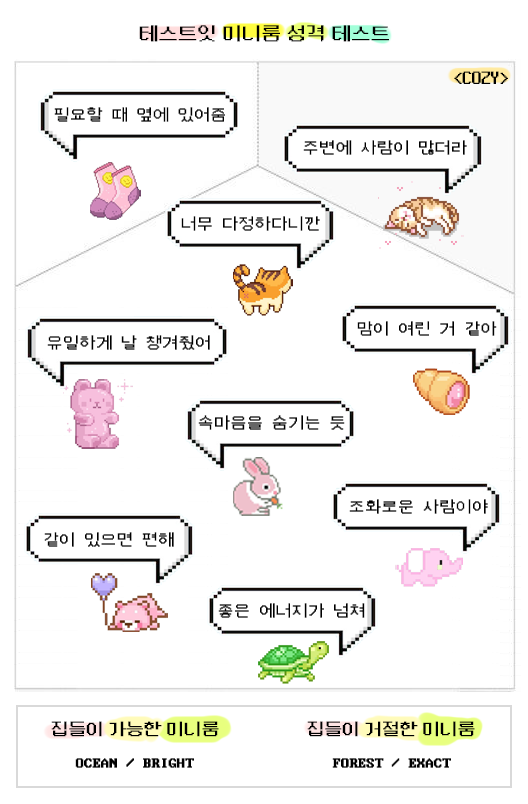 테스트잇 미니룸 성격 테스트
<COZY>
필요할 때 옆에 있어줌
주변에 사람이 많더라
너무 다정하다니깐
유일하게 날 챙겨줬어
맘이 여린 거 같아
속마음을 숨기는 듯
조화로운 사람이야
같이 있으면 편해
좋은 에너지가 넘쳐
집들이 가능한 미니룸
OCEAN / BRIGHT
집들이 거절한 미니룸
FOREST / EXACT